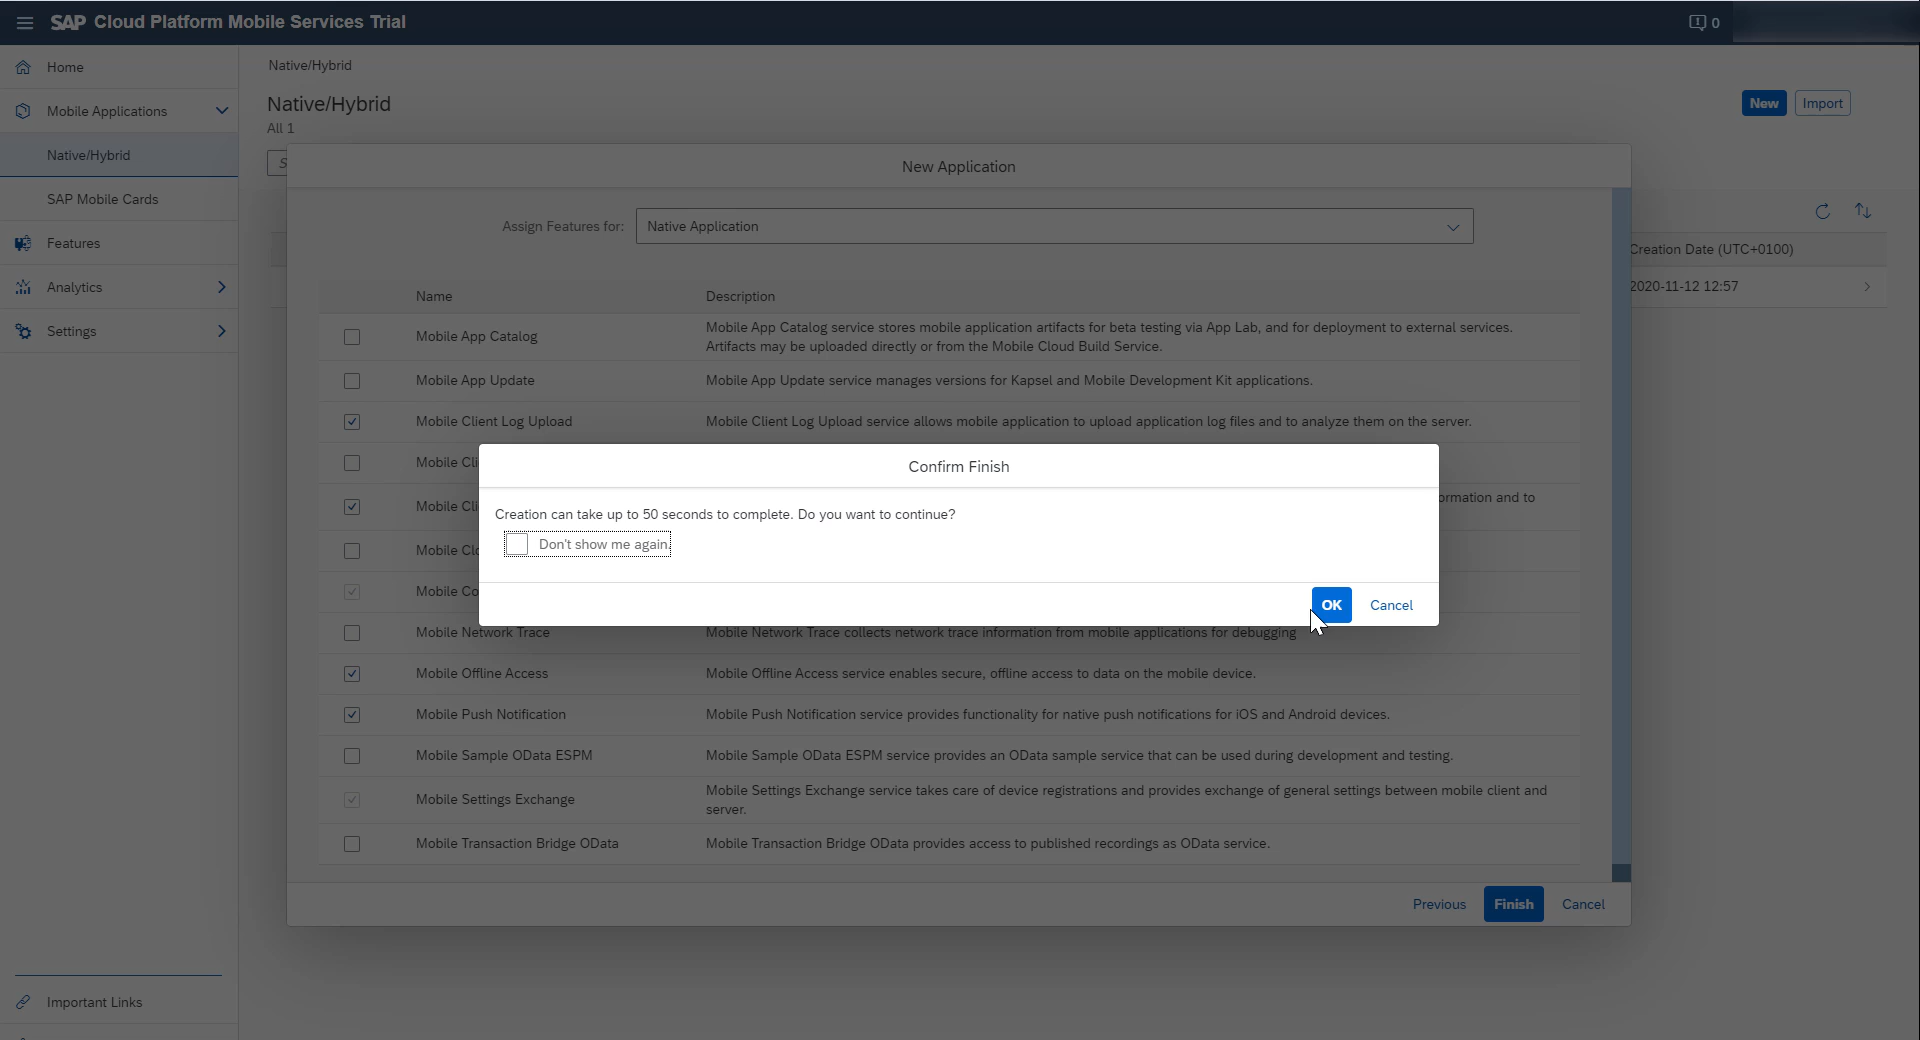 SAP Cloud Platform Mobile Services Trial
0
Home
Mobile Applications
Native/Hybrid
SAP Mobile Cards
Features
Analytics
Settings
Important Links
Native/Hybrid
Native/Hybrid
All 1
New
Import
S
Creation Date (UTC+0100)
2020-11-12 12:57
New Application
Assign Features for:
Native Application
Name
Description
Mobile App Catalog
Mobile App Catalog service stores mobile application artifacts for beta testing via App Lab, and for deployment to external services.
Artifacts may be uploaded directly or from the Mobile Cloud Build Service.
Mobile App Update
Mobile App Update service manages versions for Kapsel and Mobile Development Kit applications.
Mobile Client Log Upload
Mobile Client Log Upload service allows mobile application to upload application log files and to analyze them on the server.
Mobile Cli
Mobile Cli
ormation and to
Mobile Clo
Mobile Co
Confirm Finish
Creation can take up to 50 seconds to complete. Do you want to continue?
Don't show me again
OK
Cancel
Mobile Network Trace
Mobile Network Trace collects network trace information from mobile applications for debugging
Mobile Offline Access
Mobile Offline Access service enables secure, offline access to data on the mobile device.
Mobile Push Notification
Mobile Push Notification service provides functionality for native push notifications for iOS and Android devices.
Mobile Sample OData ESPM
Mobile Sample OData ESPM service provides an OData sample service that can be used during development and testing.
Mobile Settings Exchange
Mobile Settings Exchange service takes care of device registrations and provides exchange of general settings between mobile client and
server.
Mobile Transaction Bridge OData
Mobile Transaction Bridge OData provides access to published recordings as OData service.
Previous
Finish
Cancel